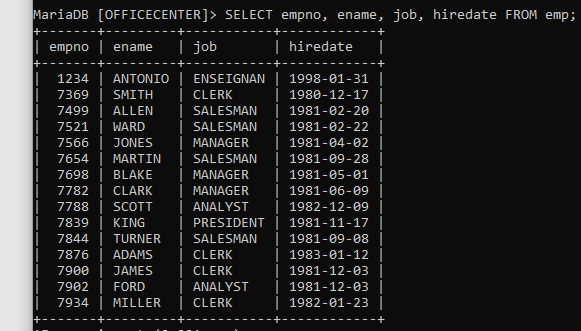 MariaDB [OFFICECENTER]> SELECT empno, ename, job, hiredate FROM emp;
+-------+---------+-----------+------------+
| empno | ename | job | hiredate |
+-------+---------+-----------+------------+
| 1234 | ANTONIO | ENSEIGNAN | 1998-01-31 |
| 7369 | SMITH | CLERK | 1980-12-17 |
| 7499 | ALLEN | SALESMAN | 1981-02-20 |
| 7521 | WARD | SALESMAN | 1981-02-22 |
| 7566 | JONES | MANAGER | 1981-04-02 |
| 7654 | MARTIN | SALESMAN | 1981-09-28 |
| 7698 | BLAKE | MANAGER | 1981-05-01 |
| 7782 | CLARK | MANAGER | 1981-06-09 |
| 7788 | SCOTT | ANALYST | 1982-12-09 |
| 7839 | KING | PRESIDENT | 1981-11-17 |
| 7844 | TURNER | SALESMAN | 1981-09-08 |
| 7876 | ADAMS | CLERK | 1983-01-12 |
| 7900 | JAMES | CLERK | 1981-12-03 |
| 7902 | FORD | ANALYST | 1981-12-03 |
| 7934 | MILLER | CLERK | 1982-01-23 |
+-------+---------+-----------+------------+